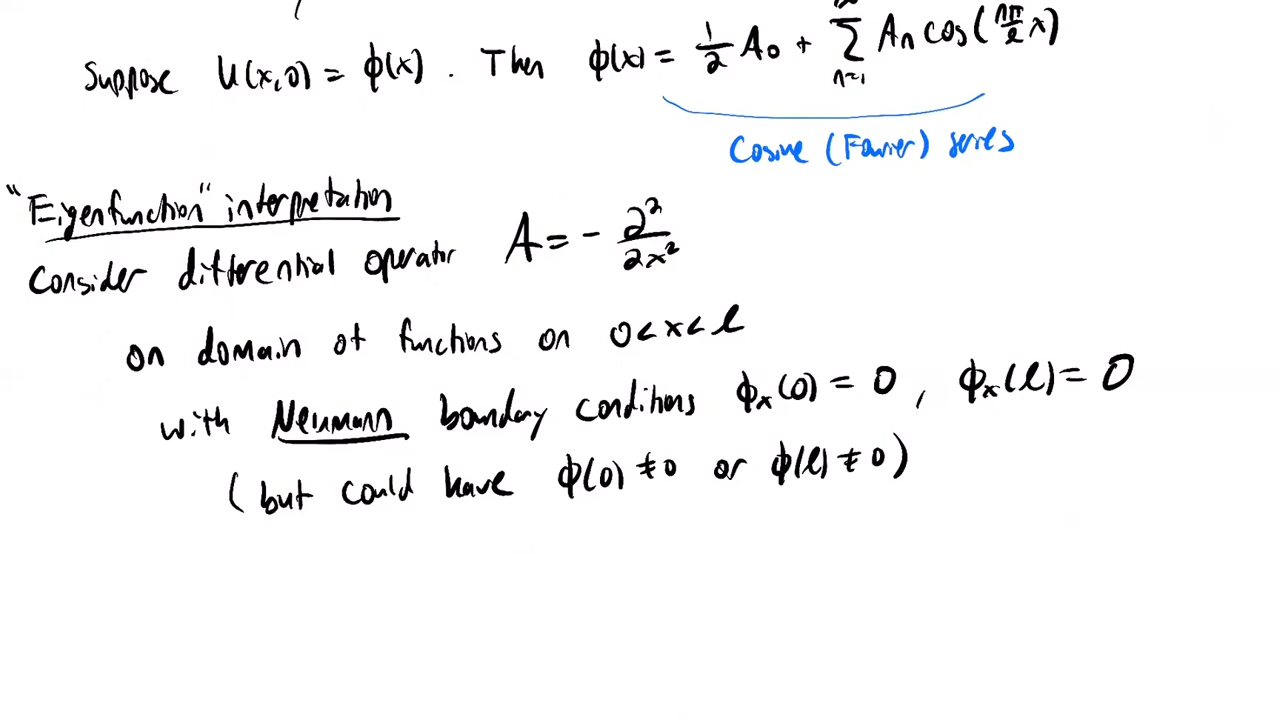 Suppose U(x,0) = ϕ(x) . Then ϕ(x) = 1/2 A₀ + ∑_{n=1}^{∞} Aₙ cos(nπ/ℓ x)
Cosine (Fourier) series
"Eigenfunction" interpretation
Consider differential operator A = - ∂²/∂x²
on domain of functions on 0 < x < ℓ
with Neumann boundary conditions ϕₓ(0) = 0 , ϕₓ(ℓ) = 0
(but could have ϕ(0) ≠ 0 or ϕ(ℓ) ≠ 0)